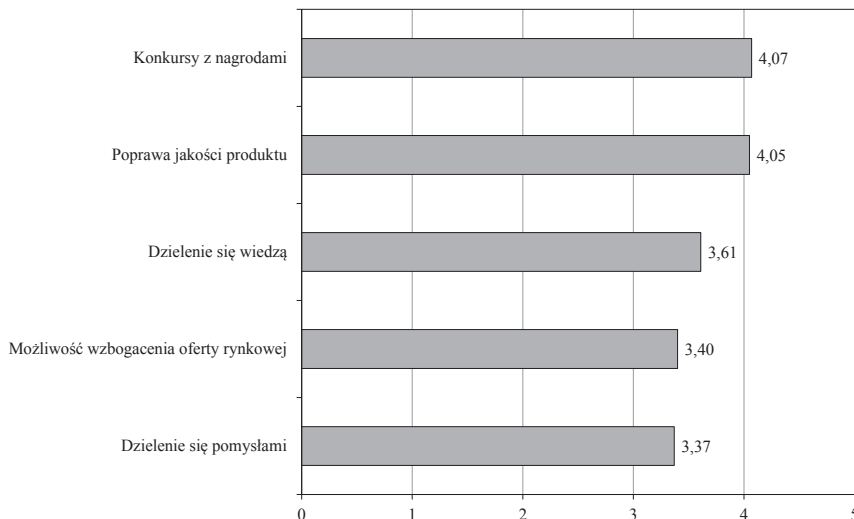 Konkursy z nagrodami 4,07
Poprawa jakości produktu 4,05
Dzielenie się wiedzą 3,61
Możliwość wzbogacenia oferty rynkowej 3,40
Dzielenie się pomysłami 3,37
0 1 2 3 4 5